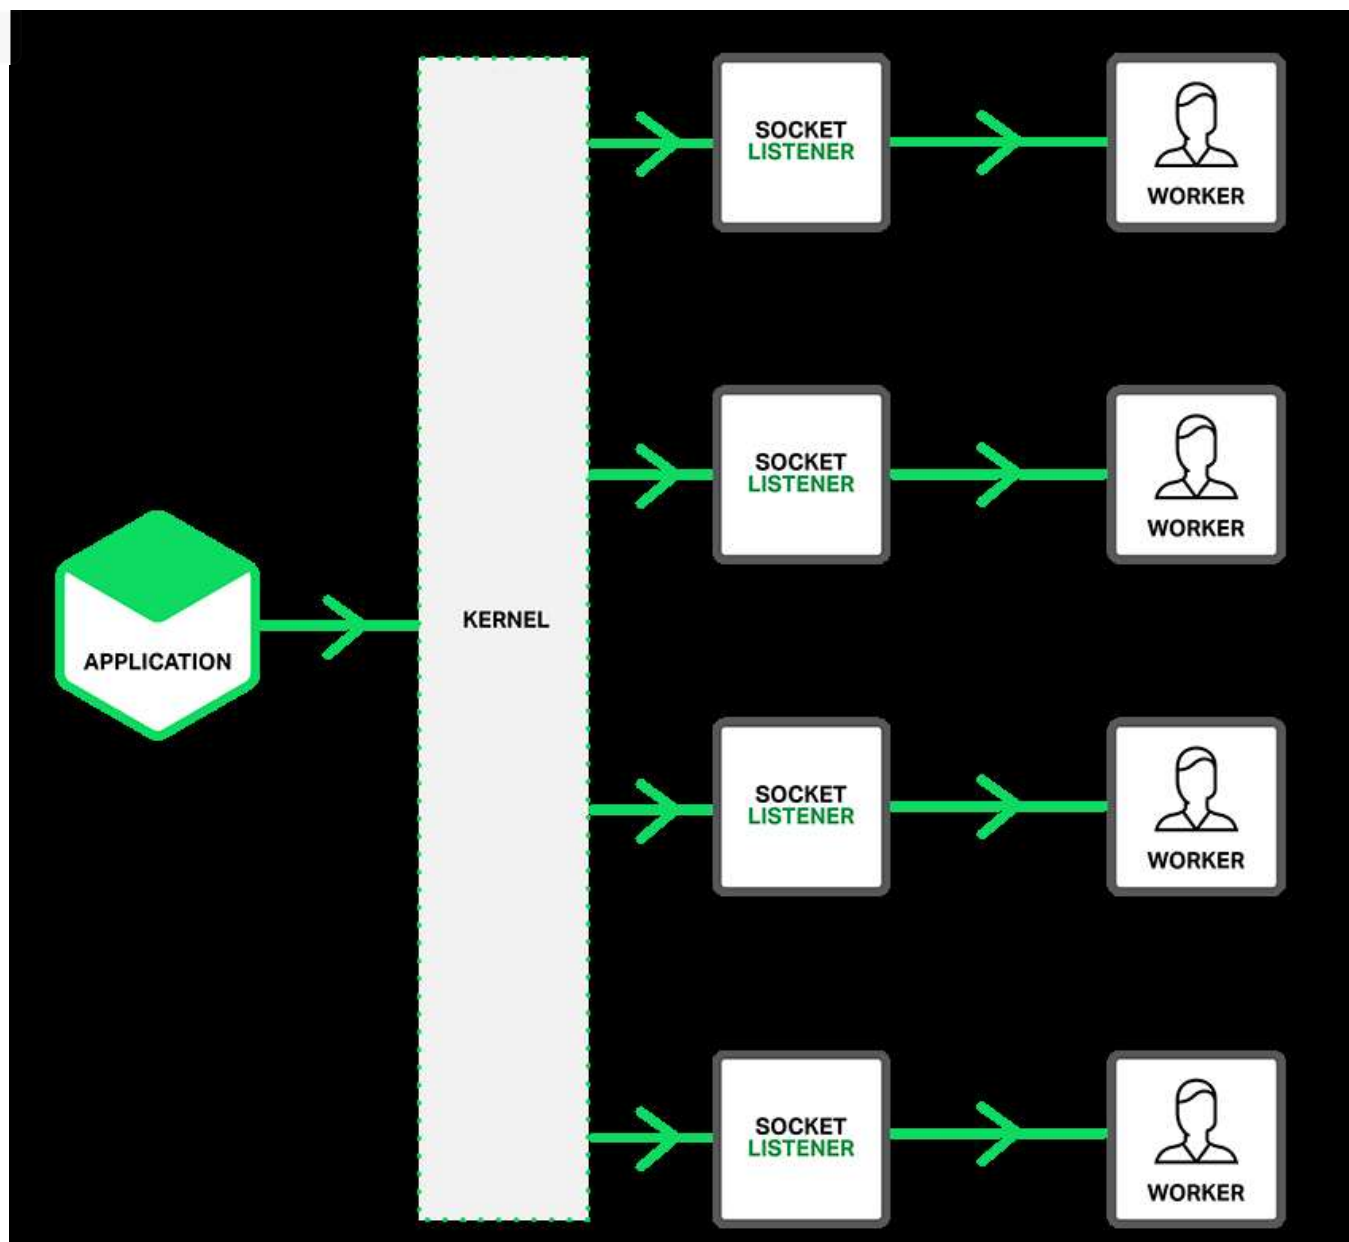 SOCKET
LISTENER
WORKER
SOCKET
LISTENER
WORKER
APPLICATION
KERNEL
SOCKET
LISTENER
WORKER
SOCKET
LISTENER
WORKER